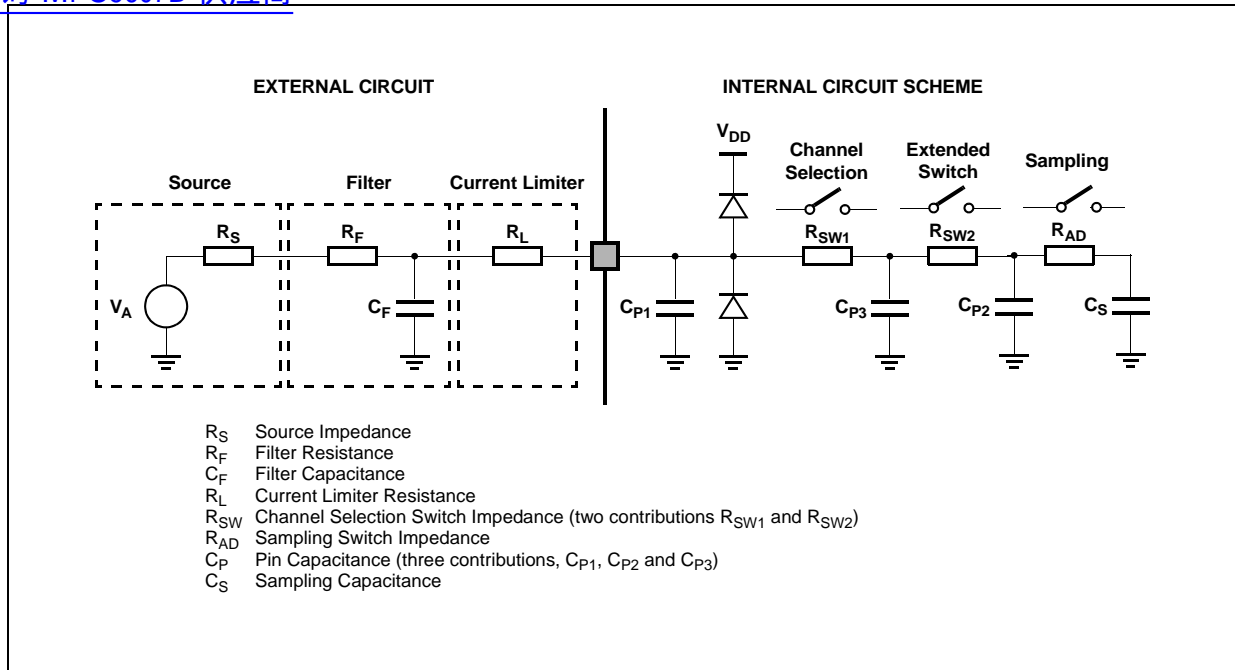 供应商
EXTERNAL CIRCUIT
INTERNAL CIRCUIT SCHEME
VDD
Channel
Selection
Extended
Switch
Sampling
Source
Filter
Current Limiter
RS
RF
RL
RSW1
RSW2
RAD
VA
CF
CP1
CP3
CP2
CS
RS Source Impedance
RF Filter Resistance
CF Filter Capacitance
RL Current Limiter Resistance
RSW Channel Selection Switch Impedance (two contributions RSW1 and RSW2)
RAD Sampling Switch Impedance
CP Pin Capacitance (three contributions, CP1, CP2 and CP3)
CS Sampling Capacitance